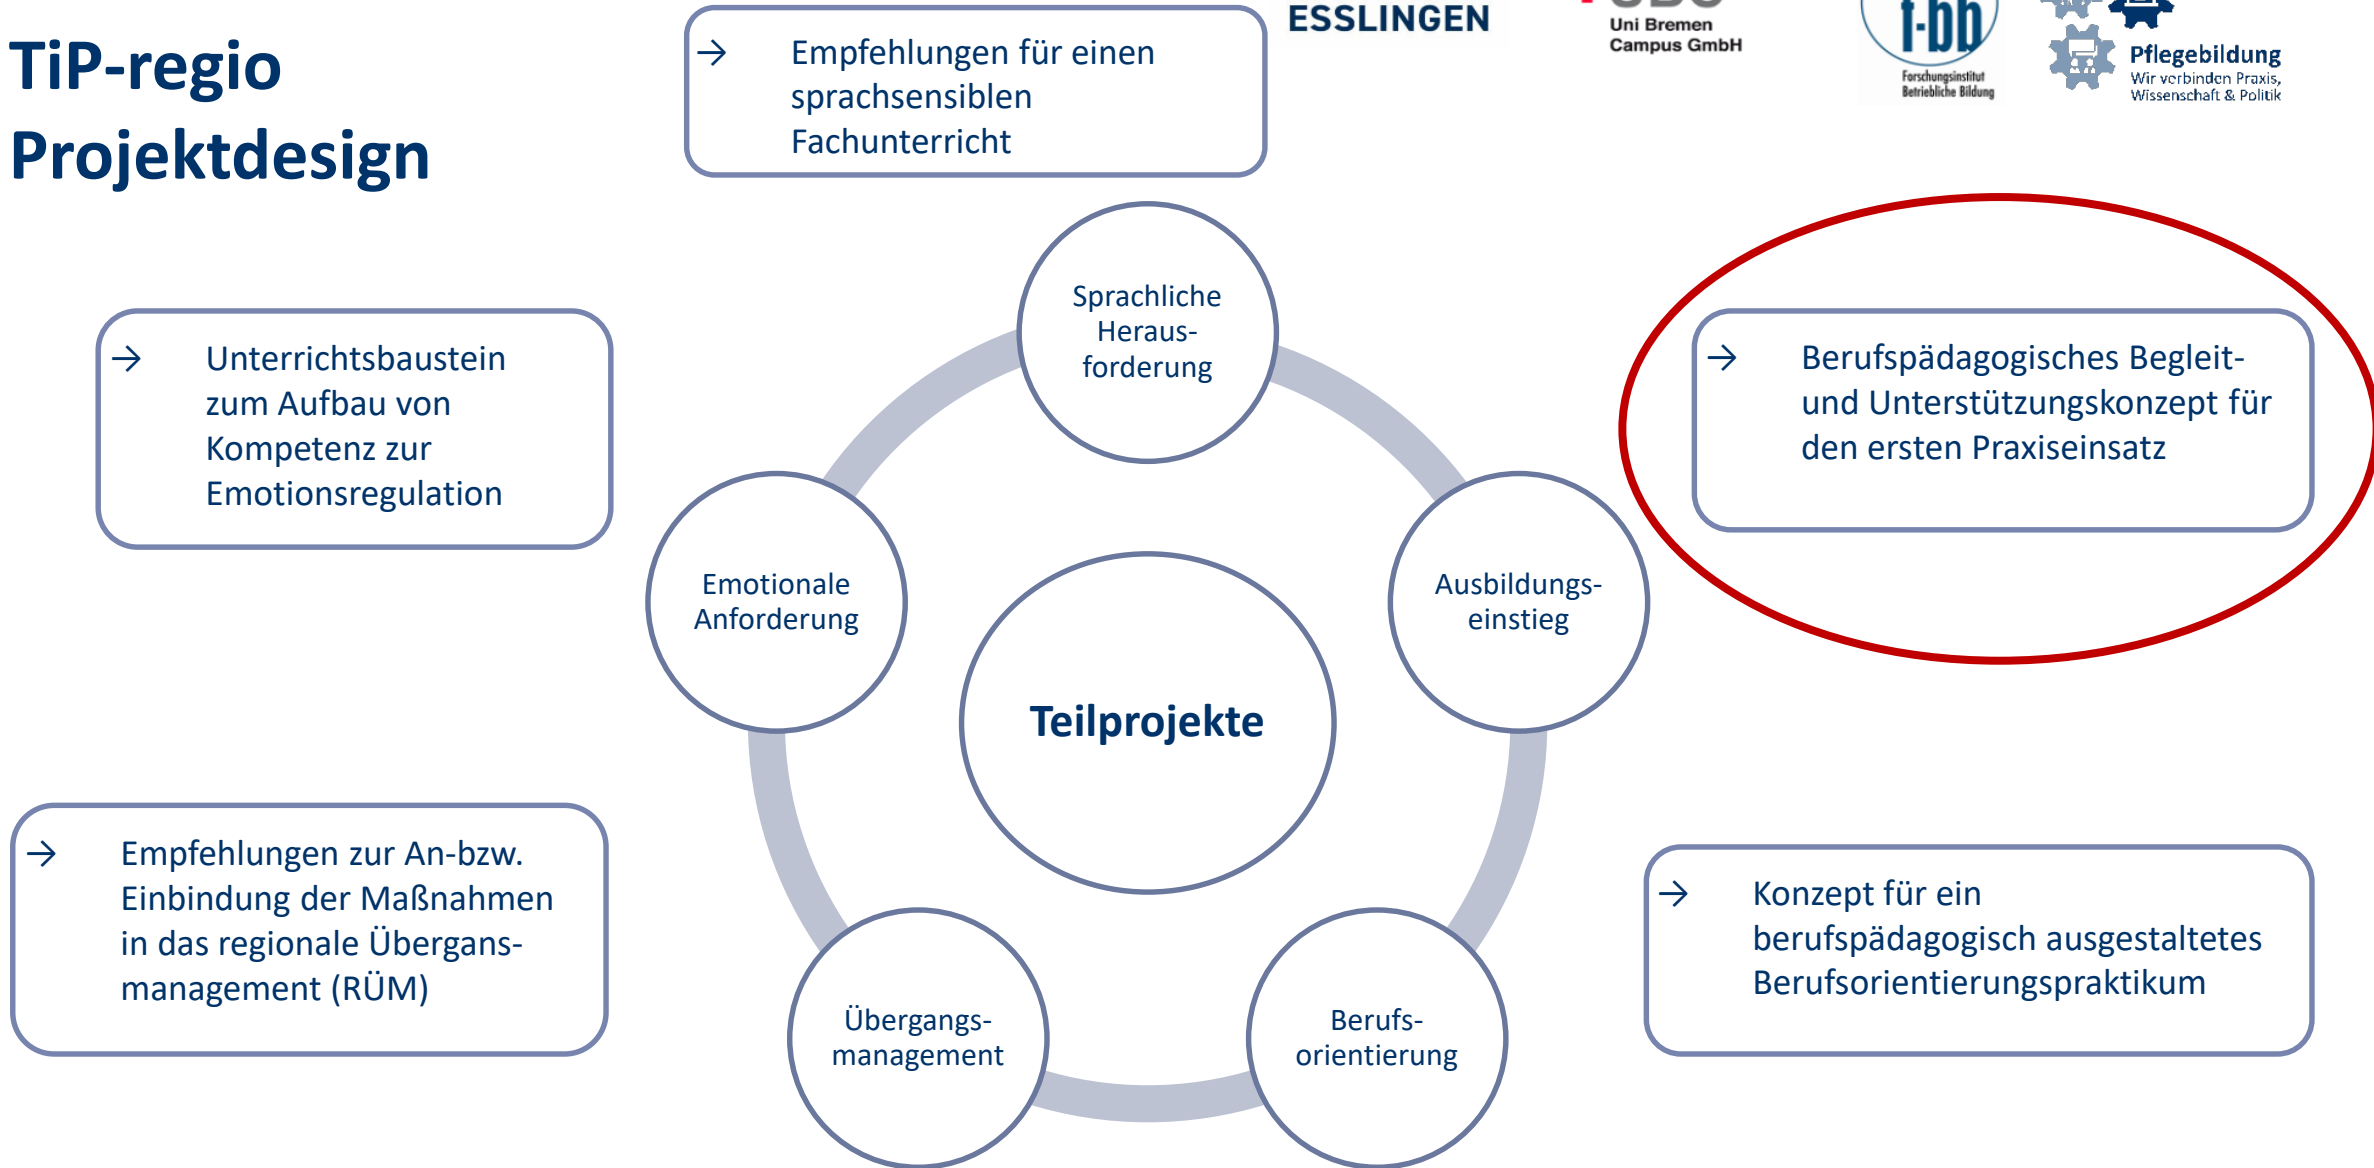 TiP-regio
Projektdesign
→ Empfehlungen für einen
sprachsensiblen
Fachunterricht
ESSLINGEN
Uni Bremen
Campus GmbH
f-bb
Forschungsinstitut
Betriebliche Bildung
Pflegebildung
Wir verbinden Praxis,
Wissenschaft & Politik
→ Unterrichtsbaustein
zum Aufbau von
Kompetenz zur
Emotionsregulation
Sprachliche
Heraus-
forderung
→ Berufspädagogisches Begleit-
und Unterstützungskonzept für
den ersten Praxiseinsatz
Emotionale
Anforderung
Ausbildungs-
einstieg
Teilprojekte
→ Empfehlungen zur An-bzw.
Einbindung der Maßnahmen
in das regionale Übergans-
management (RÜM)
Übergangs-
management
Berufs-
orientierung
→ Konzept für ein
berufspädagogisch ausgestaltetes
Berufsorientierungspraktikum